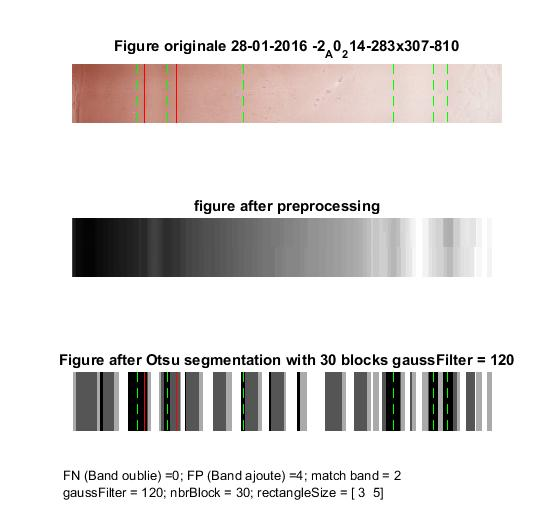 Figure originale 28-01-2016 -2A0214-283x307-810
figure after preprocessing
Figure after Otsu segmentation with 30 blocks gaussFilter = 120
FN (Band oublie) =0; FP (Band ajoute) =4; match band = 2
gaussFilter = 120; nbrBlock = 30; rectangleSize = [ 3  5]